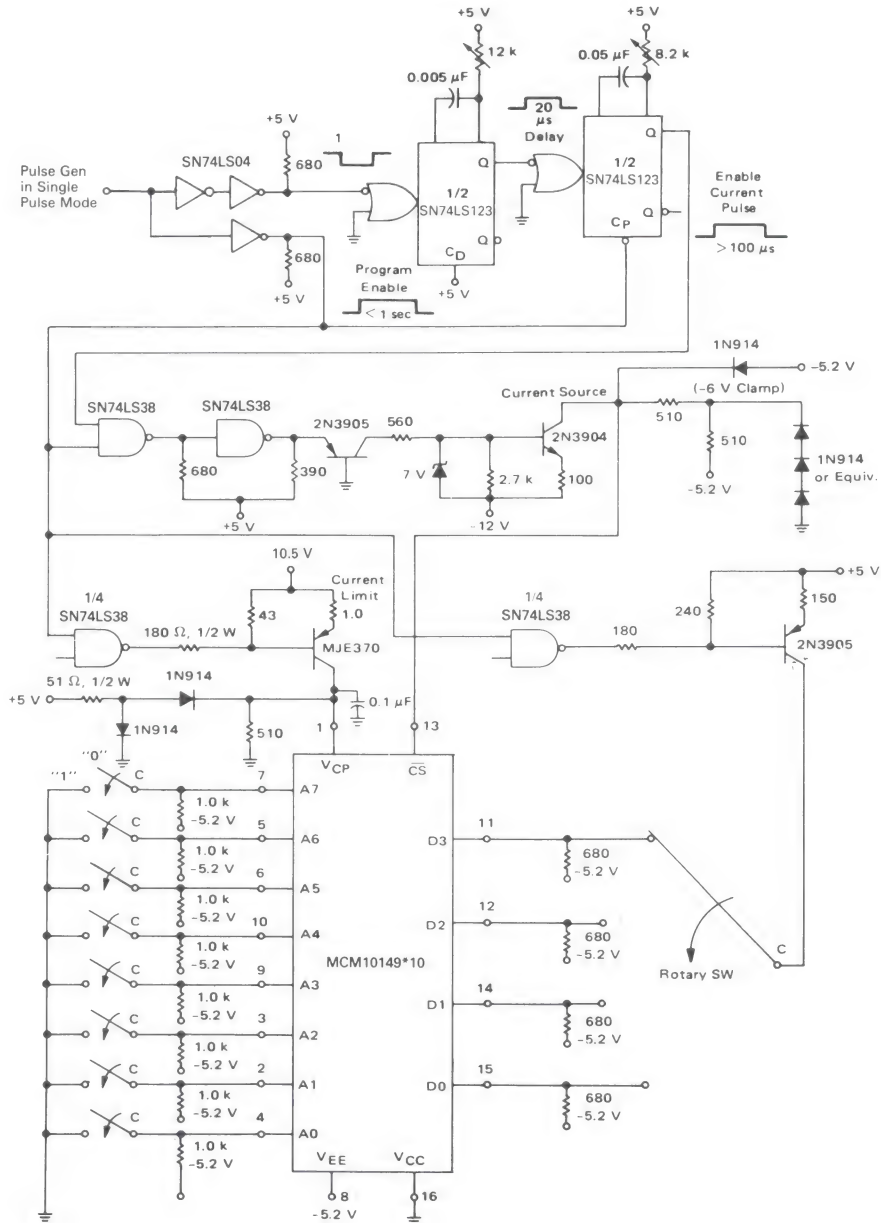 +5 V
+5 V
12 k
8.2 k
0.05 µF
0.005 µF
+5 V
20
µs
Delay
SN74LS04
680
1
Q
Q
Pulse Gen
in Single
Pulse Mode
1/2
SN74LS123
1/2
SN74LS123
Enable
Current
Pulse
Q
Q
CP
CD
> 100 µs
680
+5 V
Program
Enable
< 1 sec
+5 V
1N914
-5.2 V
(-6 V Clamp)
SN74LS38
SN74LS38
Current Source
510
2N3905
560
2N3904
510
680
390
7 V
2.7 k
100
1N914
or Equiv.
-5.2 V
+5 V
-12 V
10.5 V
+5 V
1/4
SN74LS38
Current
Limit
1.0
1/4
SN74LS38
43
240
150
180 Ω, 1/2 W
MJE370
180
2N3905
51 Ω, 1/2 W
1N914
+5 V
0.1 µF
1N914
510
1
13
VCP
CS
"1"
"0"
C
7
A7
1.0 k
-5.2 V
C
5
A6
D3
11
1.0 k
-5.2 V
680
-5.2 V
C
6
A5
1.0 k
-5.2 V
C
10
A4
D2
12
1.0 k
-5.2 V
680
-5.2 V
MCM10149*10
Rotary SW
C
C
9
A3
D1
14
1.0 k
-5.2 V
680
-5.2 V
C
3
A2
1.0 k
-5.2 V
C
2
A1
D0
15
1.0 k
-5.2 V
680
-5.2 V
C
4
A0
1.0 k
-5.2 V
VEE
VCC
8
16
-5.2 V